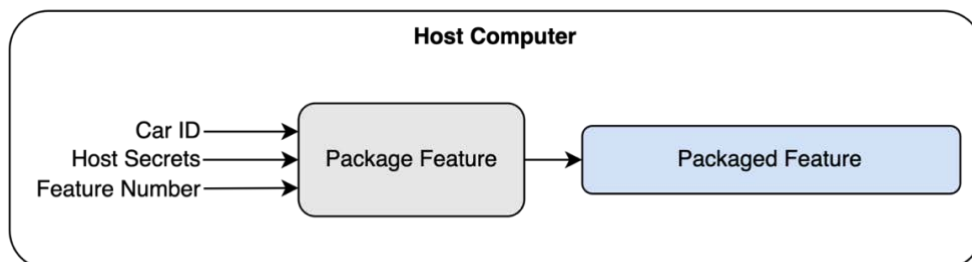 Host Computer
Car ID
Host Secrets
Feature Number
Package Feature
Packaged Feature